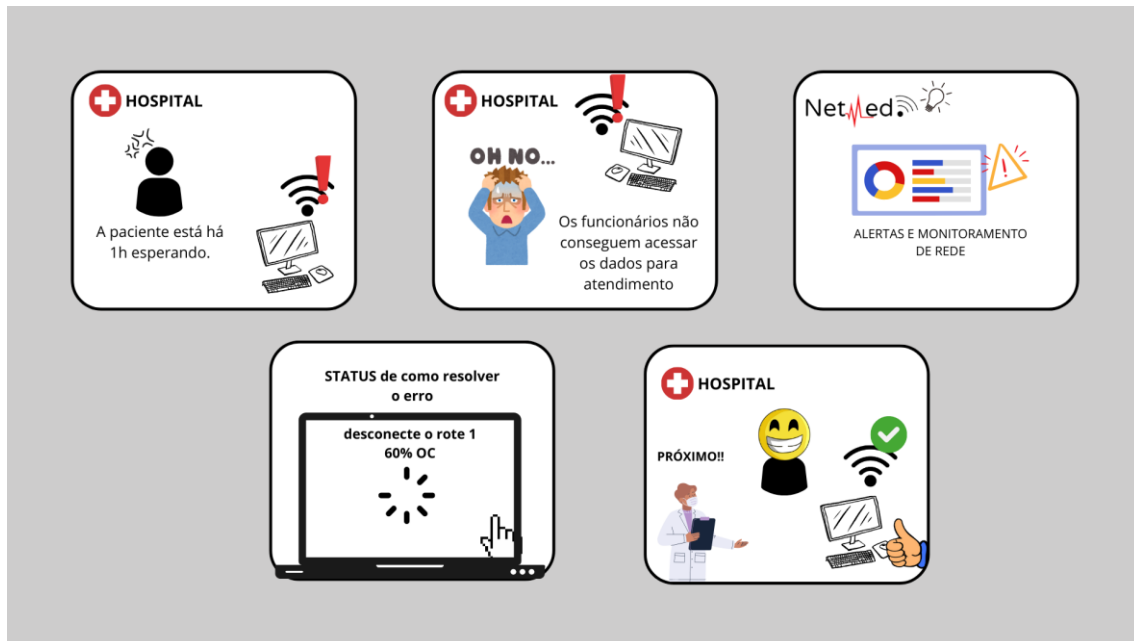 HOSPITAL
A paciente está há
1h esperando.
HOSPITAL
OH NO...
Os funcionários não
conseguem acessar
os dados para
atendimento
NetMed
ALERTAS E MONITORAMENTO
DE REDE
STATUS de como resolver
o erro
desconecte o rote 1
60% OC
HOSPITAL
PRÓXIMO!!